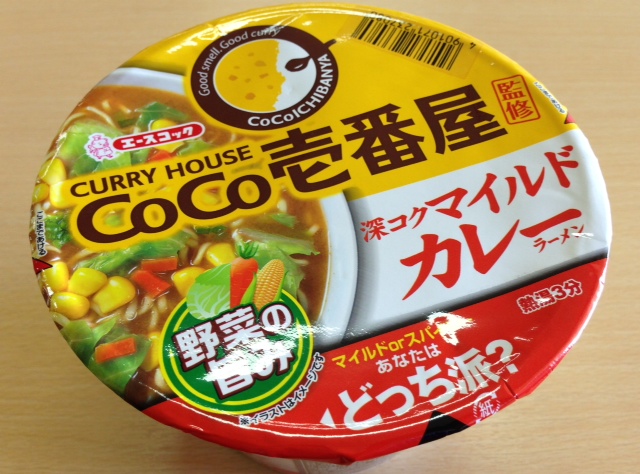 Good smell. Good curry.
CoCoICHIBANYA
エースコック
CURRY HOUSE
CoCo壱番屋
監修
深コクマイルド
カレー
ラーメン
熱湯3分
野菜の
旨み
マイルドorスパ
あなたは
どっち派?
※イラストはイメージです
紙